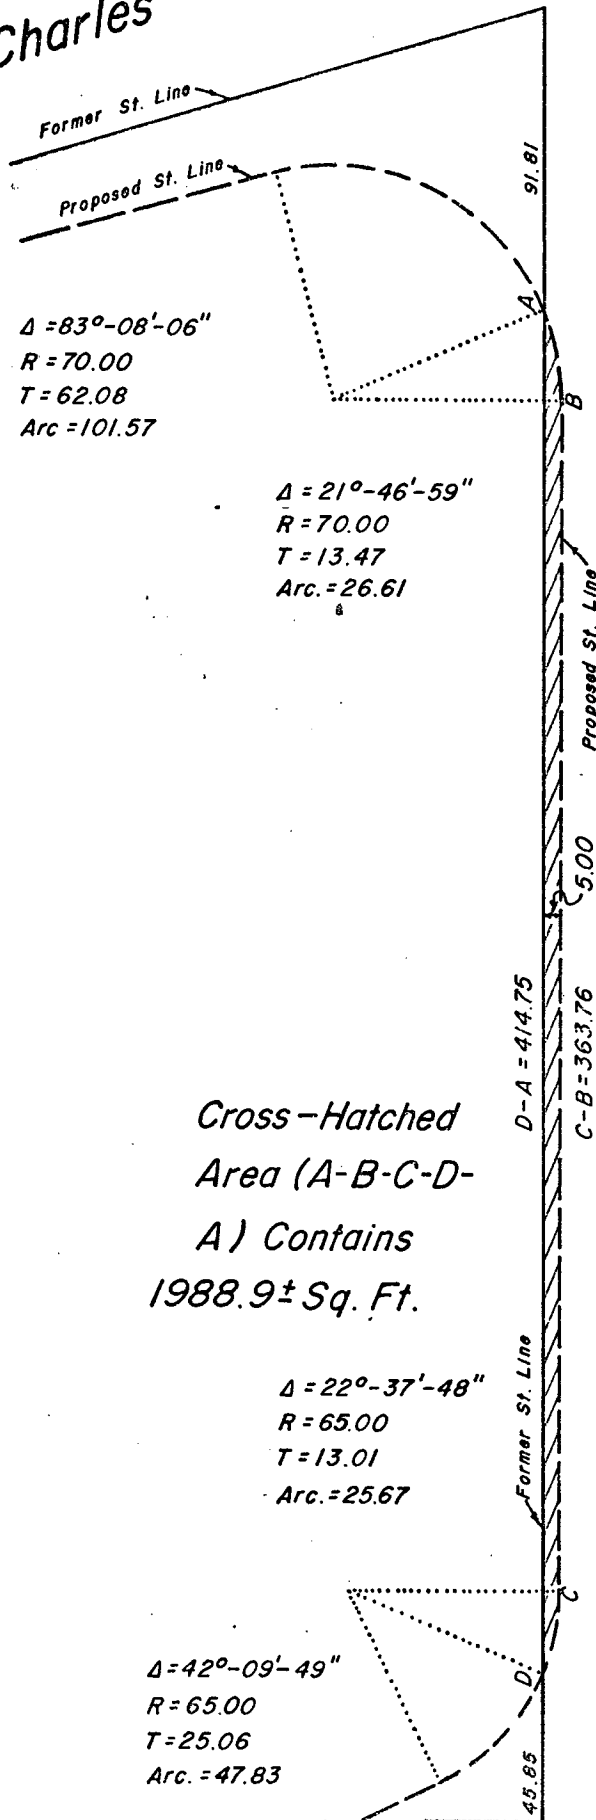 Charles
Former St. Line
Proposed St. Line
91.81
A
Δ = 83°-08'-06"
R = 70.00
T = 62.08
Arc = 101.57
B
Δ = 21°-46'-59"
R = 70.00
T = 13.47
Arc. = 26.61
Proposed St. Line
5.00
D-A = 414.75
C-B = 363.76
Cross-Hatched
Area (A-B-C-D-
A) Contains
1988.9± Sq. Ft.
Δ = 22°-37'-48"
R = 65.00
T = 13.01
Arc. = 25.67
Former St. Line
C
D
Δ = 42°-09'-49"
R = 65.00
T = 25.06
Arc. = 47.83
45.85